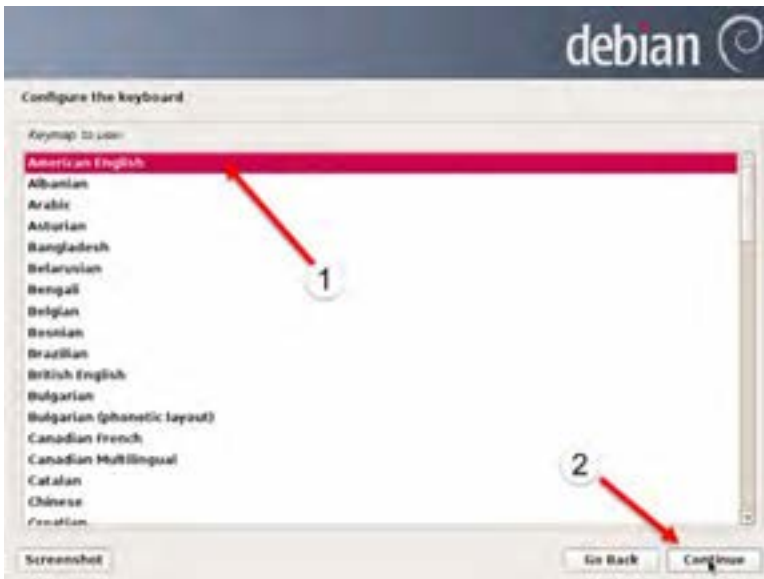 debian
Configure the keyboard
Keymap to use:
American English
Albanian
Arabic
Asturian
Bangladesh
Belarusian
Bengali
Belgian
Bosnian
Brazilian
British English
Bulgarian
Bulgarian (phonetic layout)
Canadian French
Canadian Multilingual
Catalan
Chinese
Croatian
1
2
Screenshot
Go Back
Continue